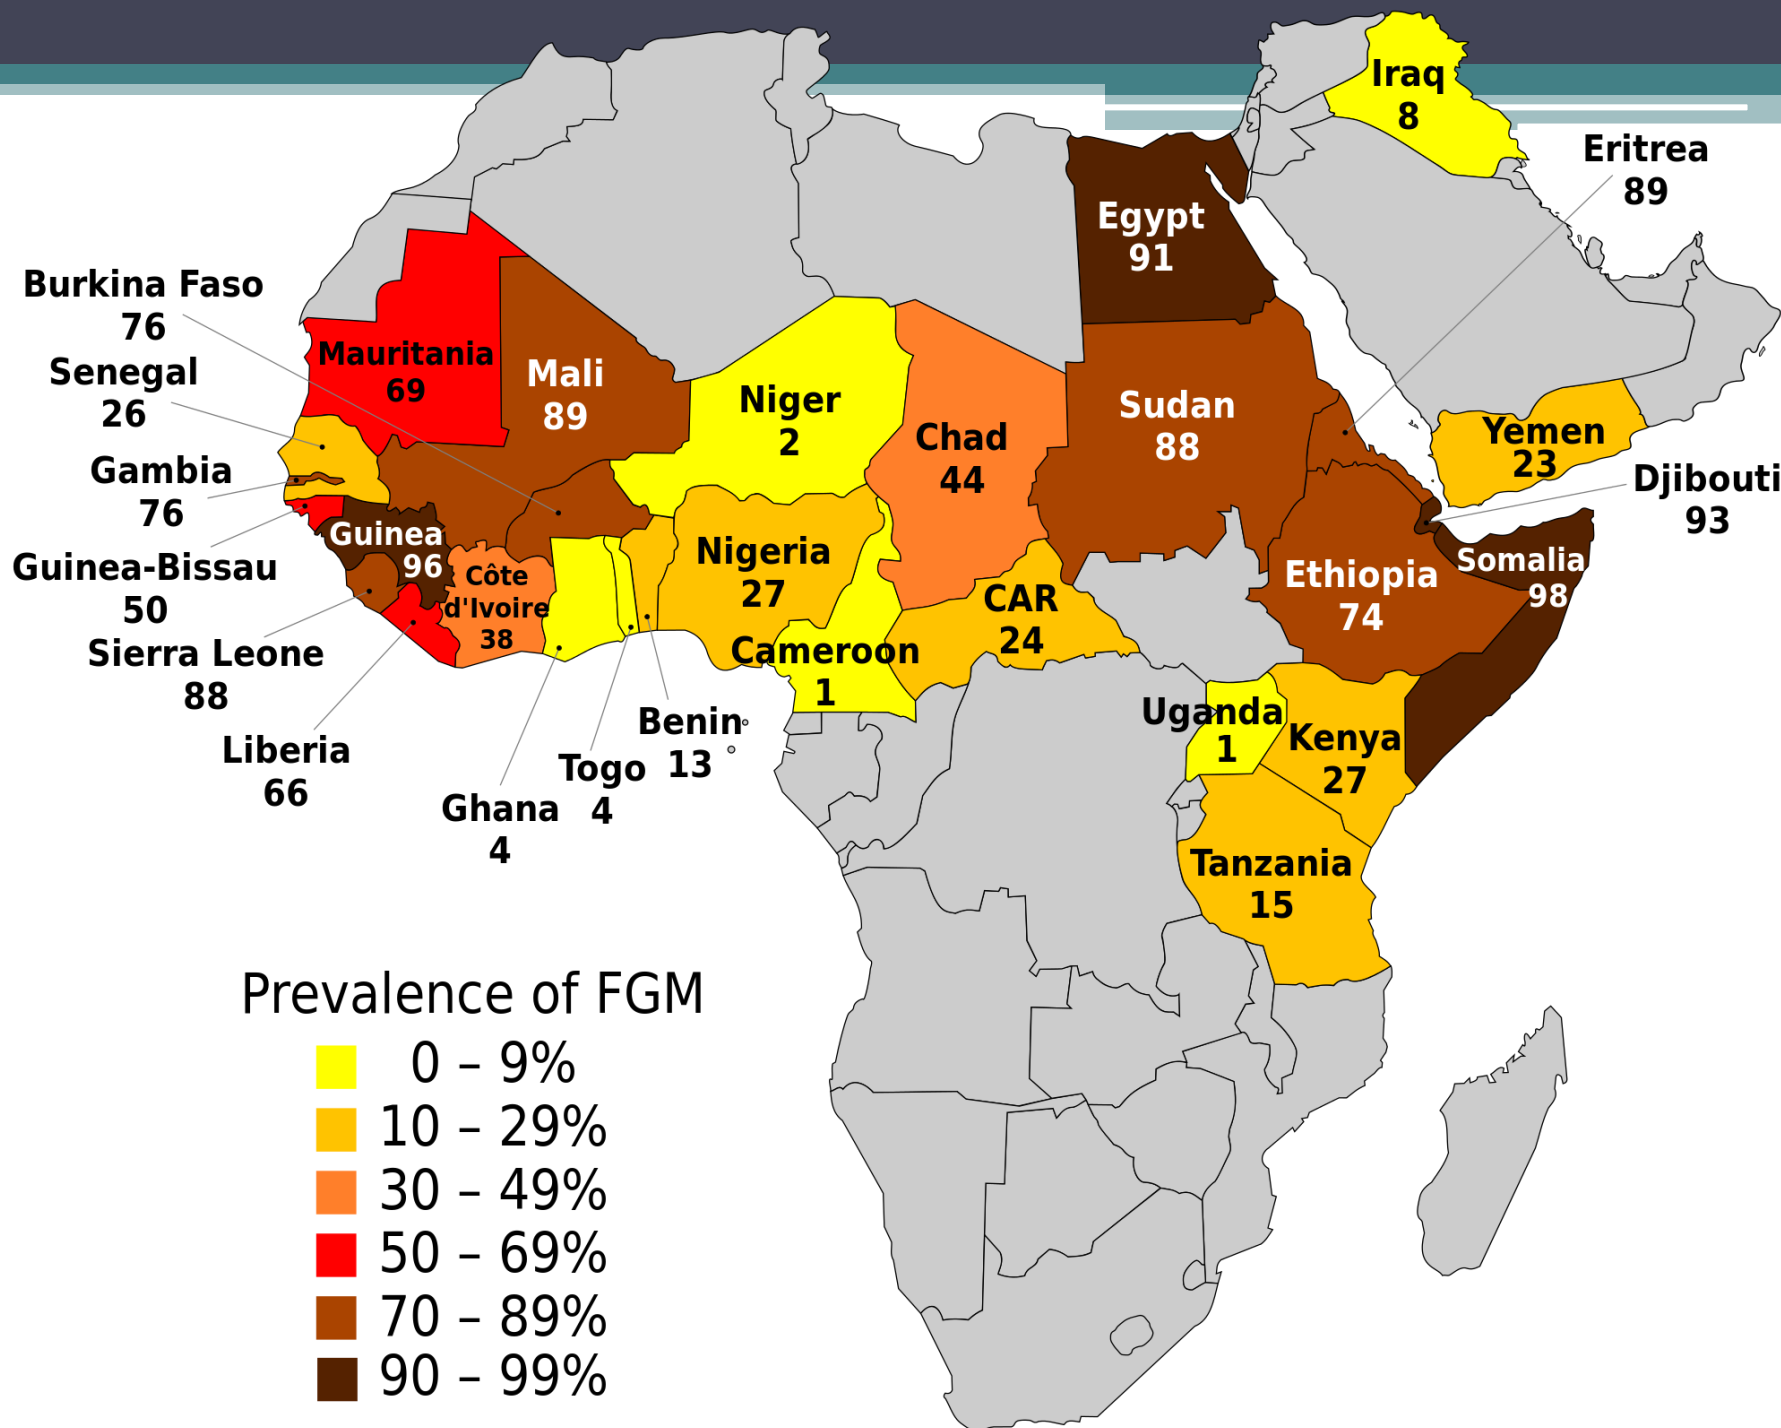 Iraq
8
Eritrea
89
Egypt
91
Burkina Faso
76
Mauritania
69
Mali
89
Senegal
26
Niger
2
Chad
44
Sudan
88
Yemen
23
Gambia
76
Djibouti
93
Guinea
96
Nigeria
27
Somalia
98
Guinea-Bissau
50
Côte
d'Ivoire
38
Ethiopia
74
CAR
24
Sierra Leone
88
Cameroon
1
Liberia
66
Benin
13
Togo
4
Ghana
4
Uganda
1
Kenya
27
Tanzania
15
Prevalence of FGM
0 – 9%
10 – 29%
30 – 49%
50 – 69%
70 – 89%
90 – 99%